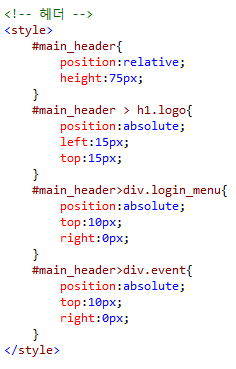 <!-- 헤더 -->
<style>
    #main_header{
        position:relative;
        height:75px;
    }
    #main_header > h1.logo{
        position:absolute;
        left:15px;
        top:15px;
    }
    #main_header>div.login_menu{
        position:absolute;
        top:10px;
        right:0px;
    }
    #main_header>div.event{
        position:absolute;
        top:10px;
        right:0px;
    }
</style>